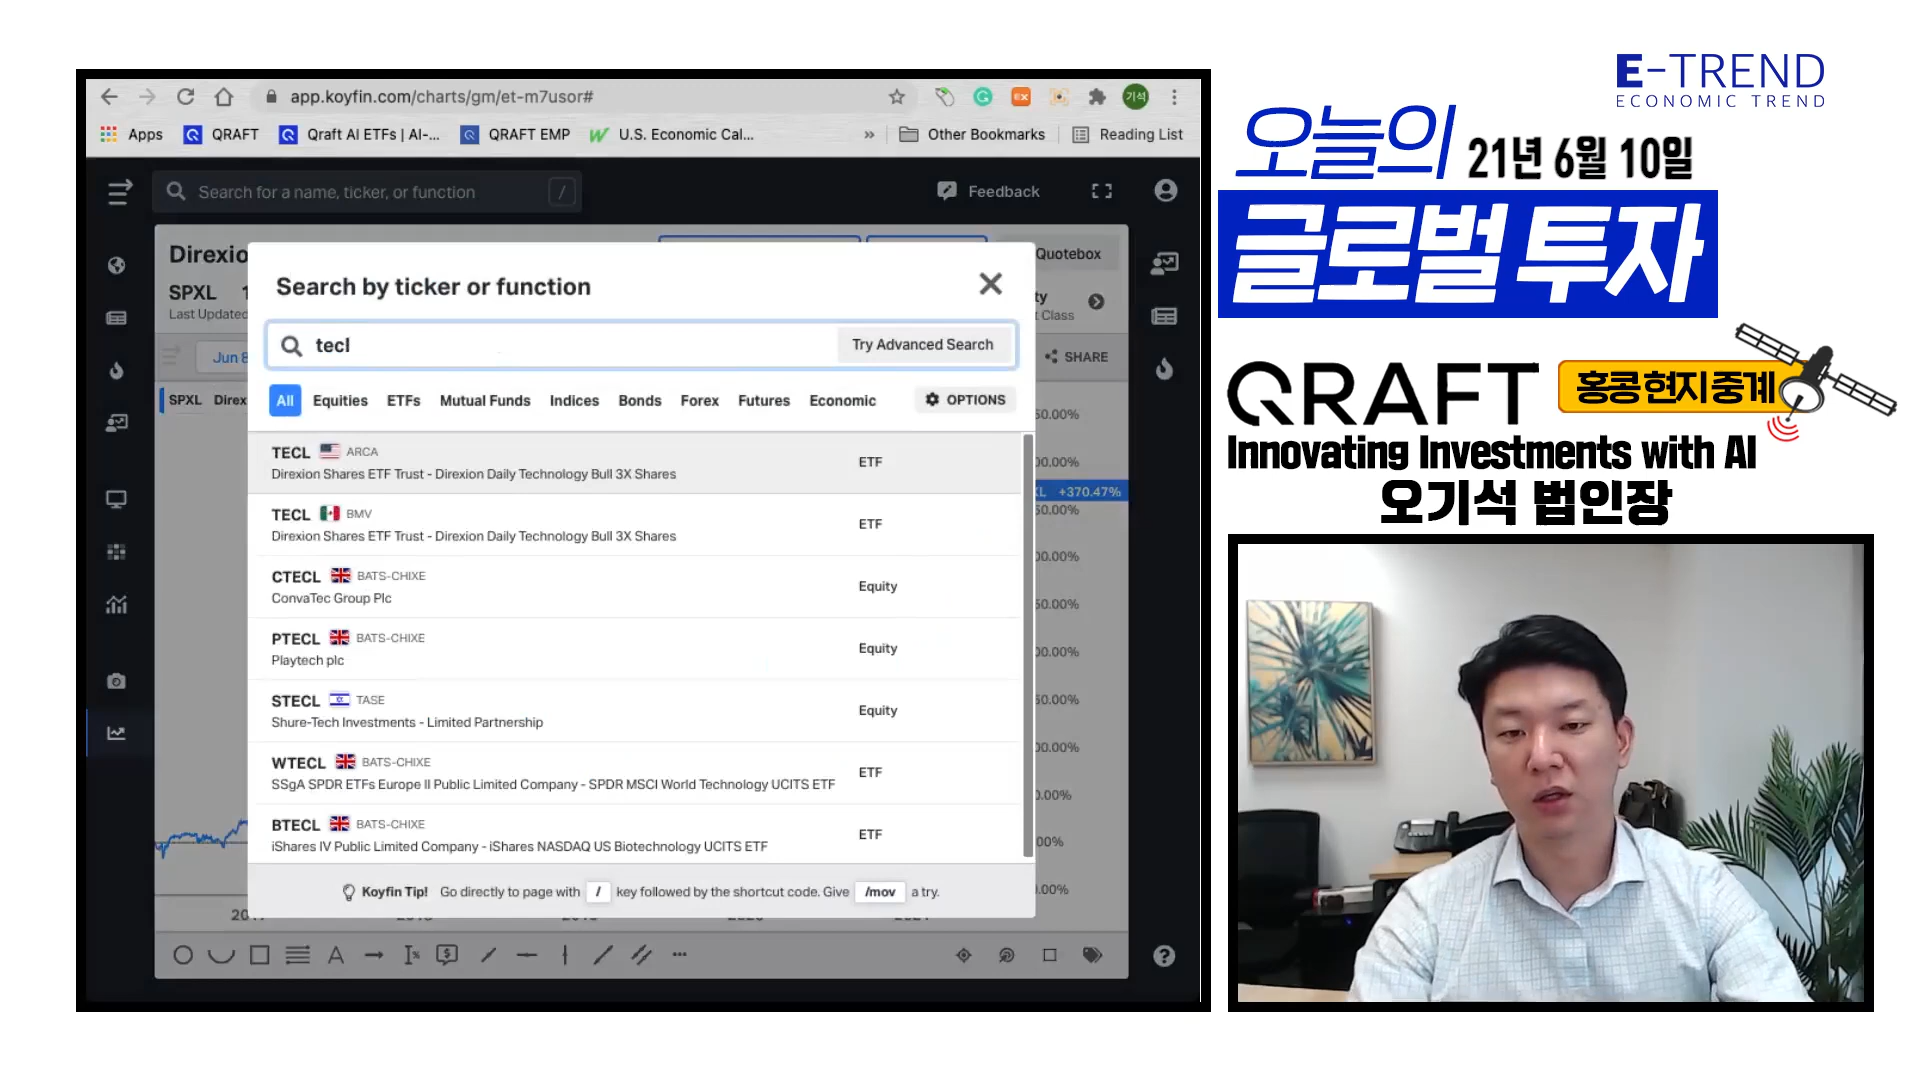 app.koyfin.com/charts/gm/et-m7usor#
기석
Apps
QRAFT
Qraft AI ETFs | AI-...
QRAFT EMP
U.S. Economic Cal...
»
Other Bookmarks
Reading List
Search for a name, ticker, or function
/
Feedback
Direxio
Quotebox
SPXL
Last Updated
Class
Jun 8
SHARE
SPXL Direx
Search by ticker or function
tecl
Try Advanced Search
All
Equities
ETFs
Mutual Funds
Indices
Bonds
Forex
Futures
Economic
OPTIONS
TECL ARCA
Direxion Shares ETF Trust - Direxion Daily Technology Bull 3X Shares
ETF
TECL BMV
Direxion Shares ETF Trust - Direxion Daily Technology Bull 3X Shares
ETF
CTECL BATS-CHIXE
ConvaTec Group Plc
Equity
PTECL BATS-CHIXE
Playtech plc
Equity
STECL TASE
Shure-Tech Investments - Limited Partnership
Equity
WTECL BATS-CHIXE
SSgA SPDR ETFs Europe II Public Limited Company - SPDR MSCI World Technology UCITS ETF
ETF
BTECL BATS-CHIXE
iShares IV Public Limited Company - iShares NASDAQ US Biotechnology UCITS ETF
ETF
Koyfin Tip! Go directly to page with / key followed by the shortcut code. Give /mov a try.
+370.47%
E-TREND
ECONOMIC TREND
오늘의 21년 6월 10일
글로벌 투자
QRAFT
홍콩 현지 중계
Innovating Investments with AI
오기석 법인장